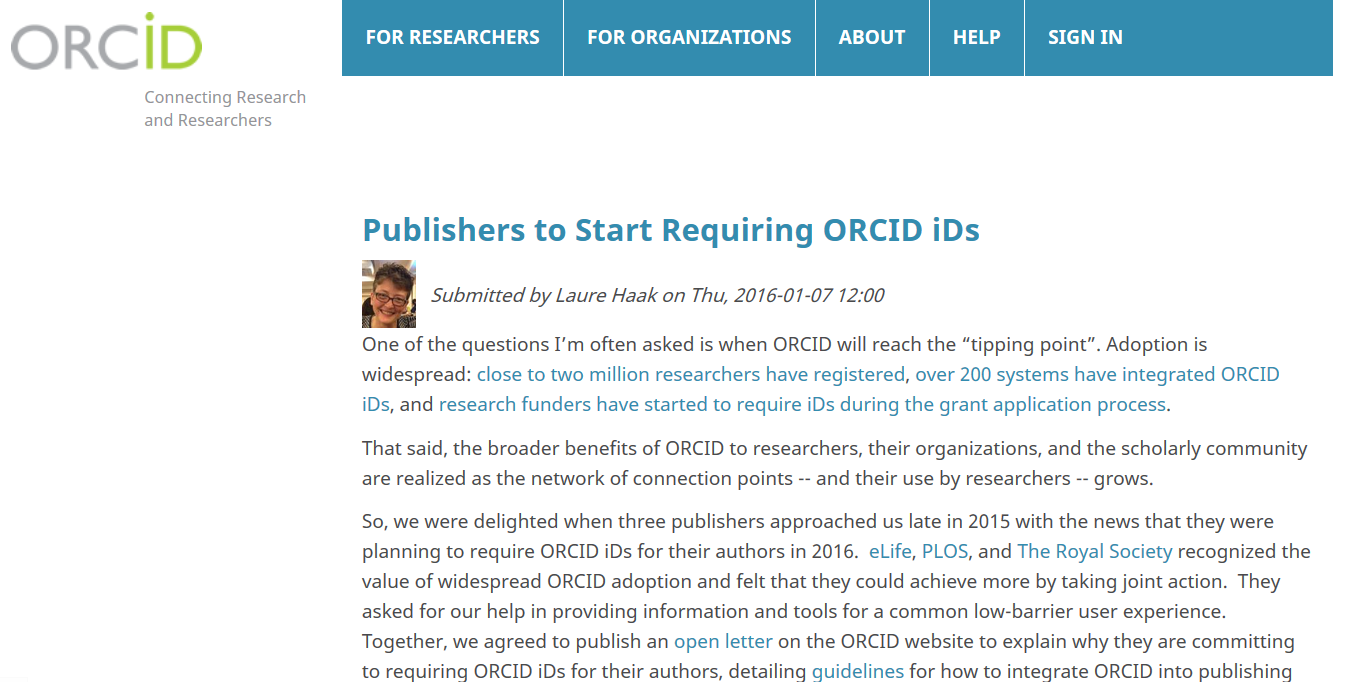 ORCID
Connecting Research
and Researchers
FOR RESEARCHERS FOR ORGANIZATIONS ABOUT HELP SIGN IN
Publishers to Start Requiring ORCID iDs
Submitted by Laure Haak on Thu, 2016-01-07 12:00
One of the questions I’m often asked is when ORCID will reach the “tipping point”. Adoption is
widespread: close to two million researchers have registered, over 200 systems have integrated ORCID
iDs, and research funders have started to require iDs during the grant application process.
That said, the broader benefits of ORCID to researchers, their organizations, and the scholarly community
are realized as the network of connection points -- and their use by researchers -- grows.
So, we were delighted when three publishers approached us late in 2015 with the news that they were
planning to require ORCID iDs for their authors in 2016.  eLife, PLOS, and The Royal Society recognized the
value of widespread ORCID adoption and felt that they could achieve more by taking joint action.  They
asked for our help in providing information and tools for a common low-barrier user experience.
Together, we agreed to publish an open letter on the ORCID website to explain why they are committing
to requiring ORCID iDs for their authors, detailing guidelines for how to integrate ORCID into publishing